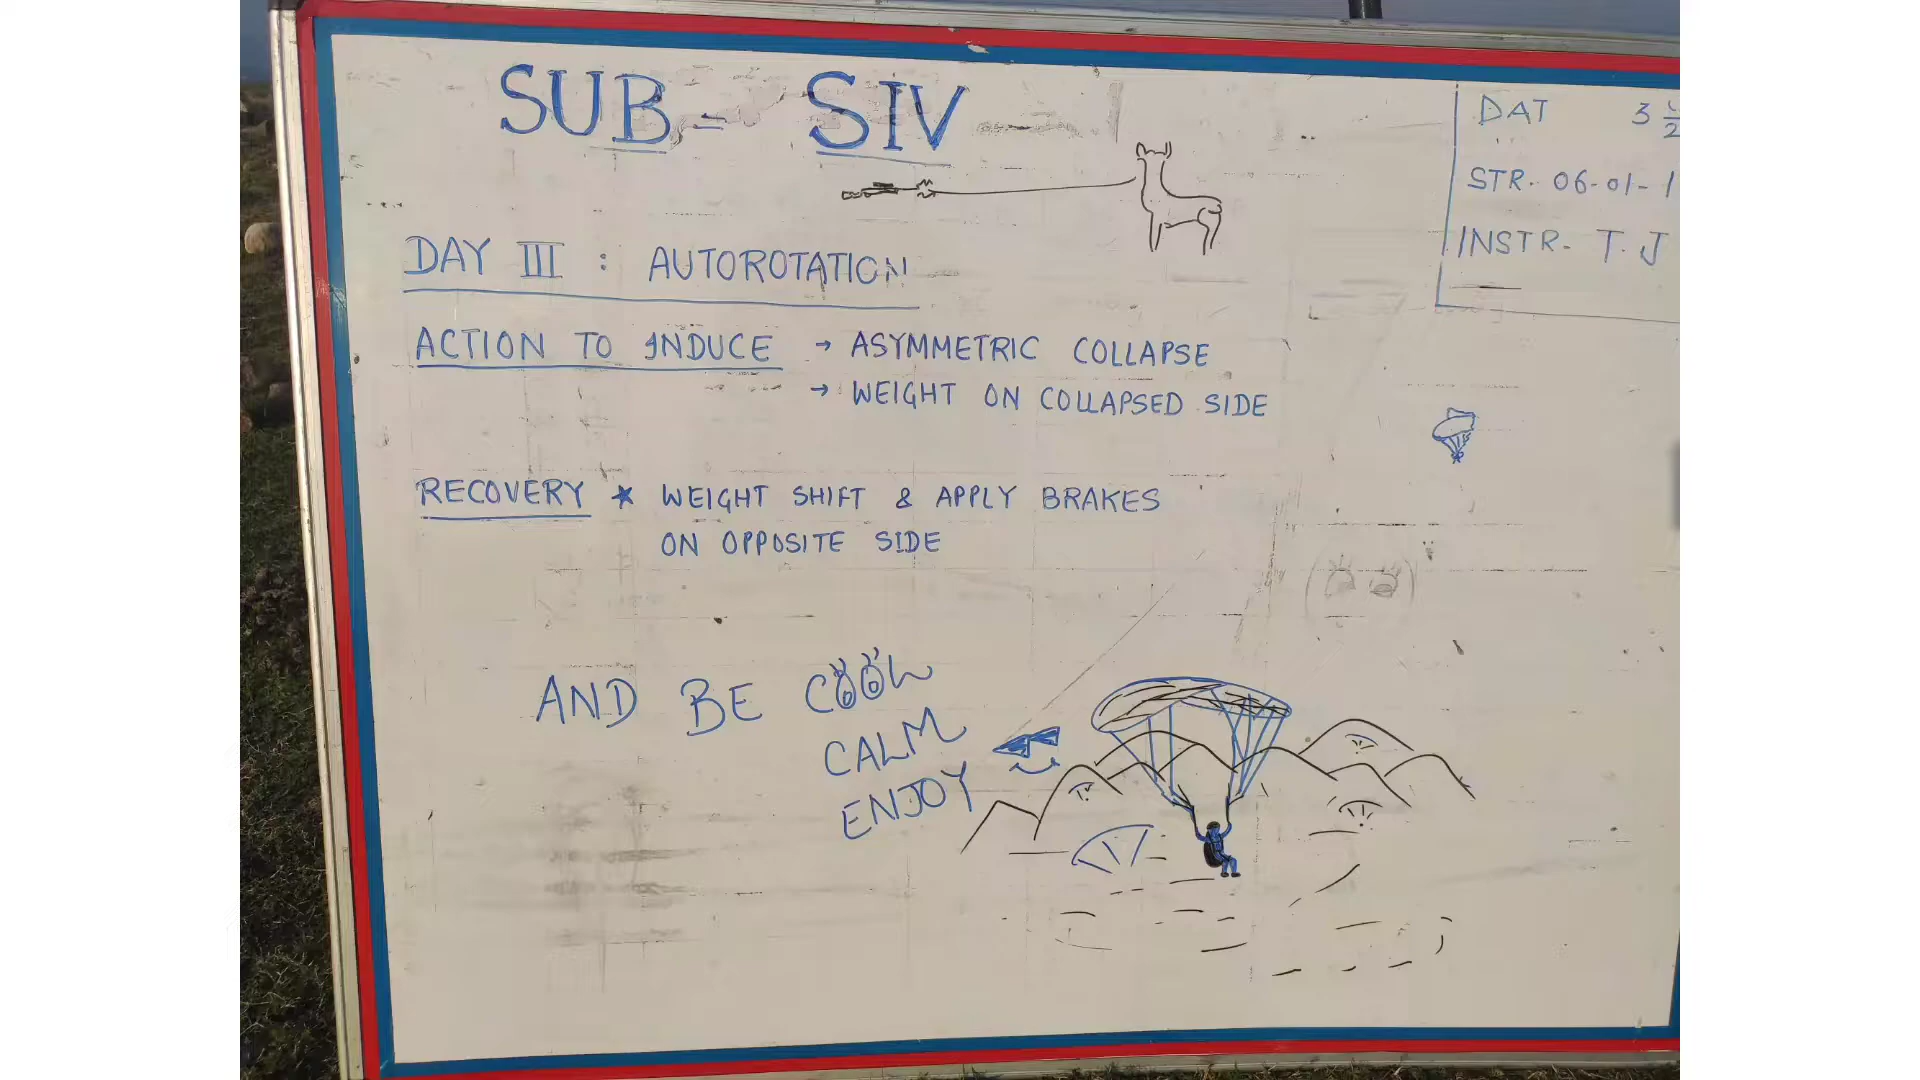 SUB - SIV
DAT 3
STR. 06-01-1
INSTR- T. J
DAY III : AUTOROTATION
ACTION TO INDUCE → ASYMMETRIC COLLAPSE
→ WEIGHT ON COLLAPSED SIDE
RECOVERY ★ WEIGHT SHIFT & APPLY BRAKES
ON OPPOSITE SIDE
AND BE COOL
CALM
ENJOY